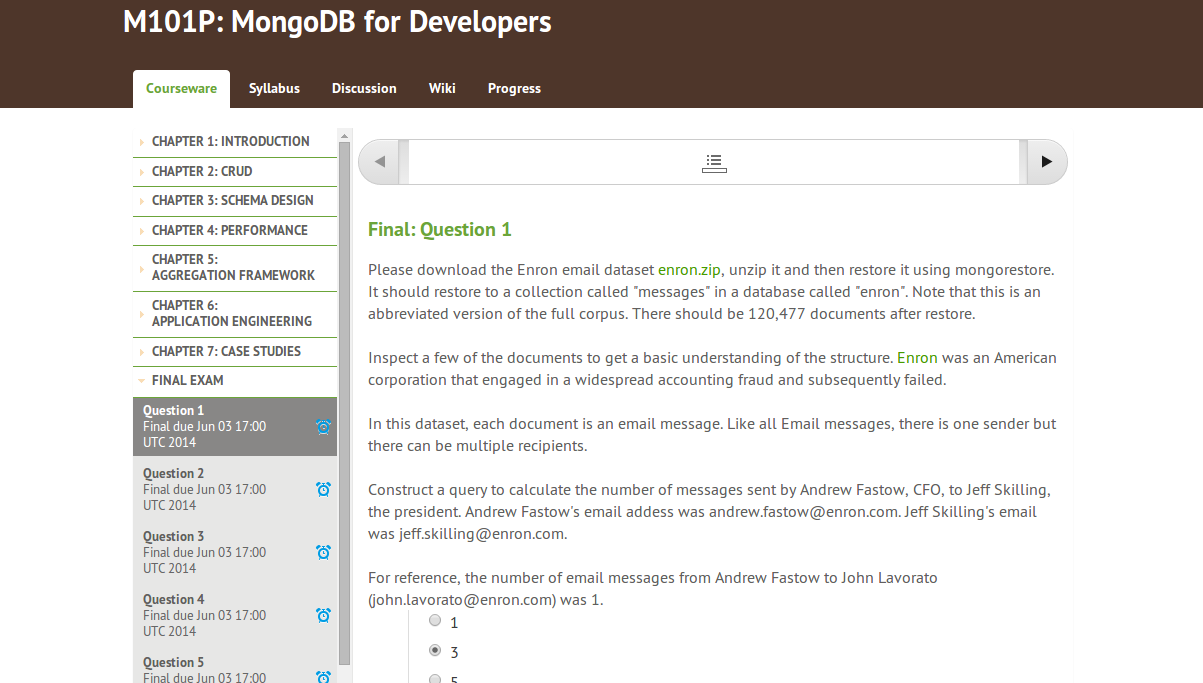 M101P: MongoDB for Developers
Courseware Syllabus Discussion Wiki Progress
CHAPTER 1: INTRODUCTION
CHAPTER 2: CRUD
CHAPTER 3: SCHEMA DESIGN
CHAPTER 4: PERFORMANCE
CHAPTER 5:
AGGREGATION FRAMEWORK
CHAPTER 6:
APPLICATION ENGINEERING
CHAPTER 7: CASE STUDIES
FINAL EXAM
Question 1
Final due Jun 03 17:00
UTC 2014
Question 2
Final due Jun 03 17:00
UTC 2014
Question 3
Final due Jun 03 17:00
UTC 2014
Question 4
Final due Jun 03 17:00
UTC 2014
Question 5
Final due Jun 03 17:00
Final: Question 1
Please download the Enron email dataset enron.zip, unzip it and then restore it using mongorestore.
It should restore to a collection called "messages" in a database called "enron". Note that this is an
abbreviated version of the full corpus. There should be 120,477 documents after restore.
Inspect a few of the documents to get a basic understanding of the structure. Enron was an American
corporation that engaged in a widespread accounting fraud and subsequently failed.
In this dataset, each document is an email message. Like all Email messages, there is one sender but
there can be multiple recipients.
Construct a query to calculate the number of messages sent by Andrew Fastow, CFO, to Jeff Skilling,
the president. Andrew Fastow's email addess was andrew.fastow@enron.com. Jeff Skilling's email
was jeff.skilling@enron.com.
For reference, the number of email messages from Andrew Fastow to John Lavorato
(john.lavorato@enron.com) was 1.
1
3
5